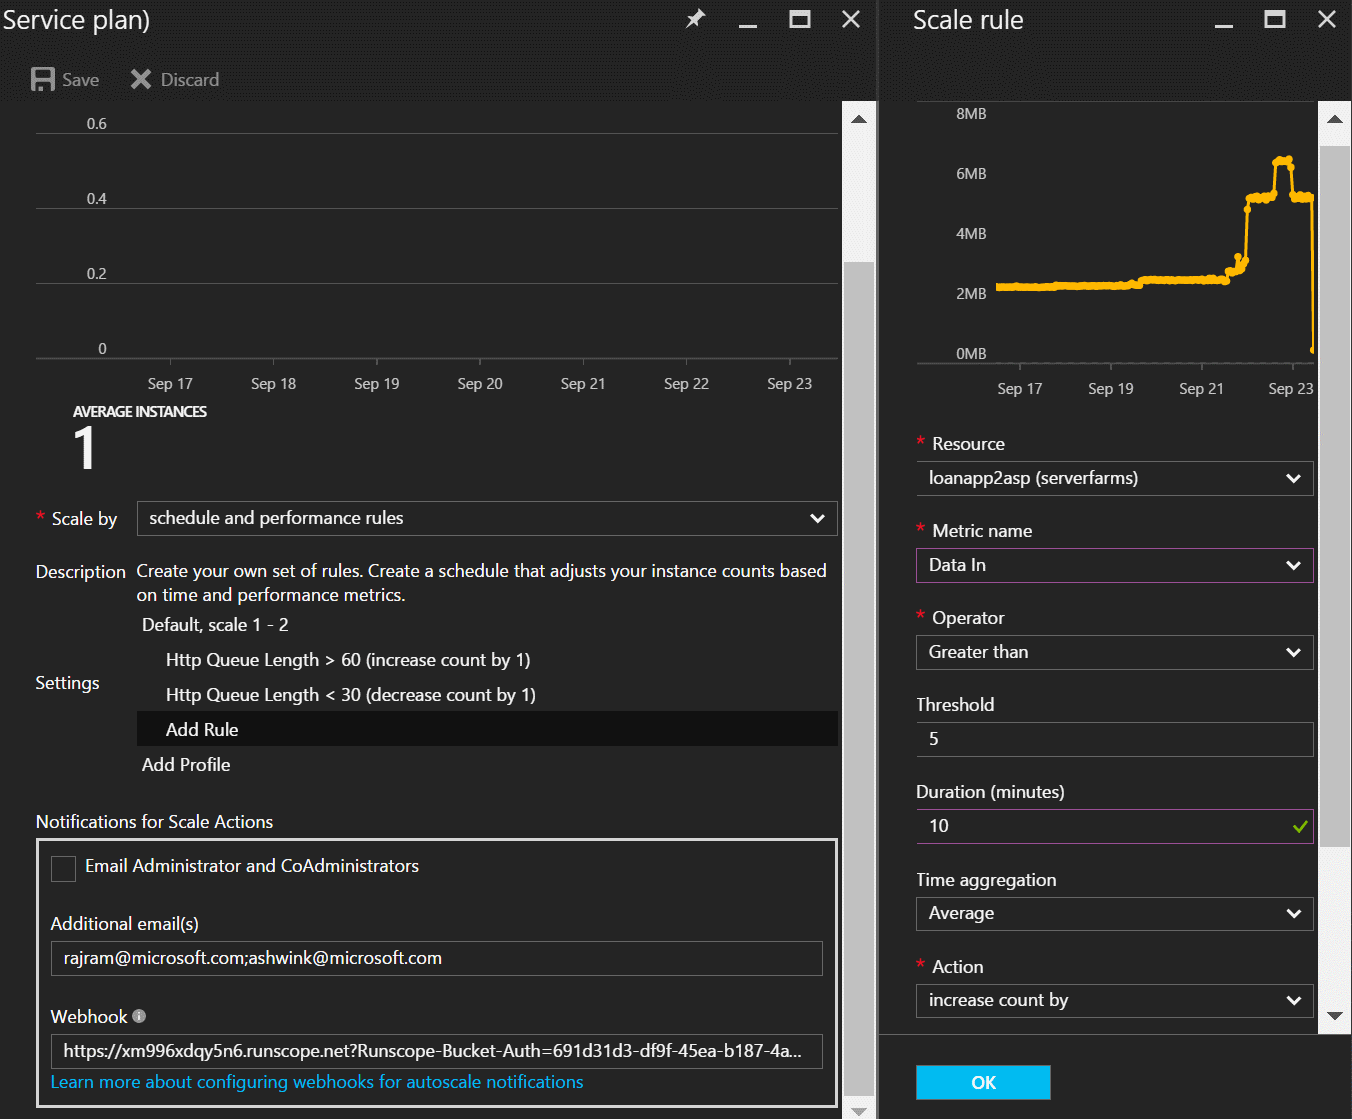 Service plan)
Save
Discard
0.6
0.4
0.2
0
Sep 17
Sep 18
Sep 19
Sep 20
Sep 21
Sep 22
Sep 23
AVERAGE INSTANCES
1
* Scale by
schedule and performance rules
Description
Create your own set of rules. Create a schedule that adjusts your instance counts based
on time and performance metrics.
Default, scale 1 - 2
Http Queue Length > 60 (increase count by 1)
Settings
Http Queue Length < 30 (decrease count by 1)
Add Rule
Add Profile
Notifications for Scale Actions
Email Administrator and CoAdministrators
Additional email(s)
rajram@microsoft.com;ashwink@microsoft.com
Webhook
https://xm996xdqy5n6.runscope.net?Runscope-Bucket-Auth=691d31d3-df9f-45ea-b187-4a...
Learn more about configuring webhooks for autoscale notifications
Scale rule
8MB
6MB
4MB
2MB
0MB
Sep 17
Sep 19
Sep 21
Sep 23
* Resource
loanapp2asp (serverfarms)
* Metric name
Data In
* Operator
Greater than
Threshold
5
Duration (minutes)
10
Time aggregation
Average
* Action
increase count by
OK